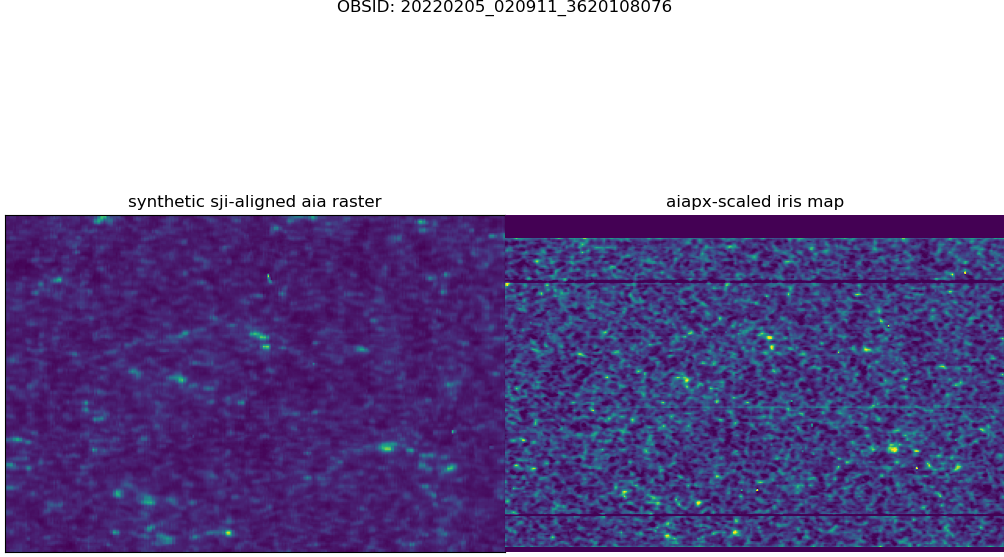 OBSID: 20220205_020911_3620108076
synthetic sji-aligned aia raster
aiapx-scaled iris map